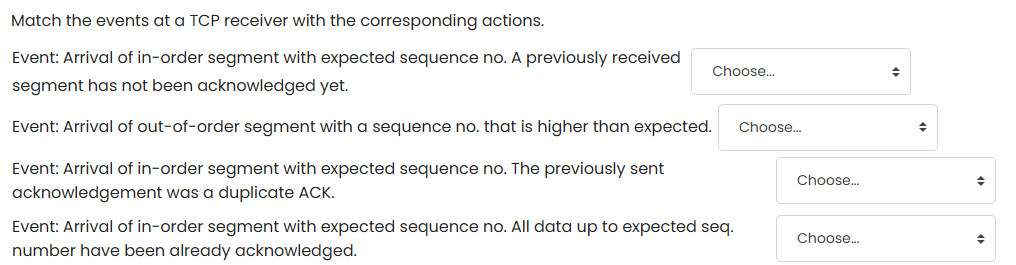 Match the events at a TCP receiver with the corresponding actions.
Event: Arrival of in-order segment with expected sequence no. A previously received
segment has not been acknowledged yet.
Choose...
Event: Arrival of out-of-order segment with a sequence no. that is higher than expected.
Choose...
Event: Arrival of in-order segment with expected sequence no. The previously sent
acknowledgement was a duplicate ACK.
Choose...
Event: Arrival of in-order segment with expected sequence no. All data up to expected seq.
number have been already acknowledged.
Choose...